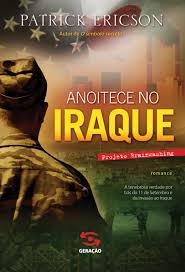 PATRICK ERICSON
Autor de O símbolo secreto
ANOITECE NO
IRAQUE
Projeto Brainwashing
romance
A tenebrosa verdade por
trás do 11 de Setembro e
da invasão ao Iraque
GERAÇÃO